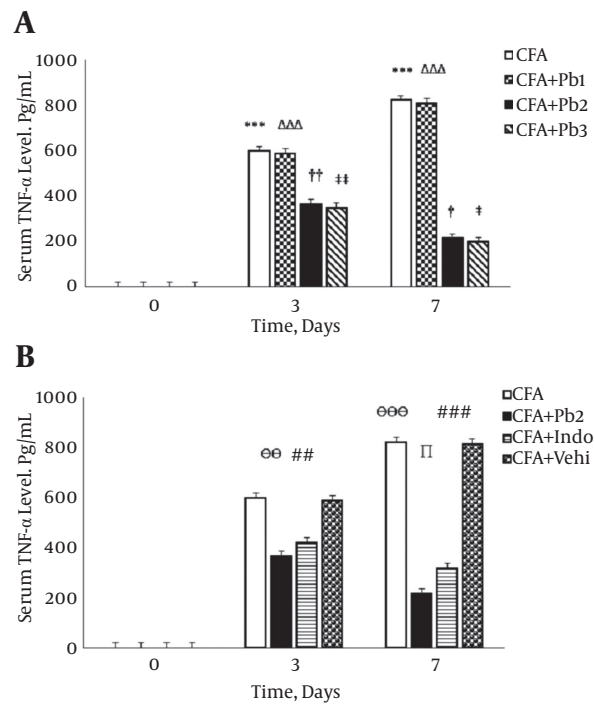 A
1000
800
600
400
200
0
Serum TNF-α Level. Pg/mL
*** ΔΔΔ
†† ‡‡
*** ΔΔΔ
† ‡
CFA
CFA+Pb1
CFA+Pb2
CFA+Pb3
0 3 7
Time, Days
B
1000
800
600
400
200
0
Serum TNF-α Level. Pg/mL
ΘΘ ##
ΘΘΘ ###
∏
CFA
CFA+Pb2
CFA+Indo
CFA+Vehi
0 3 7
Time, Days